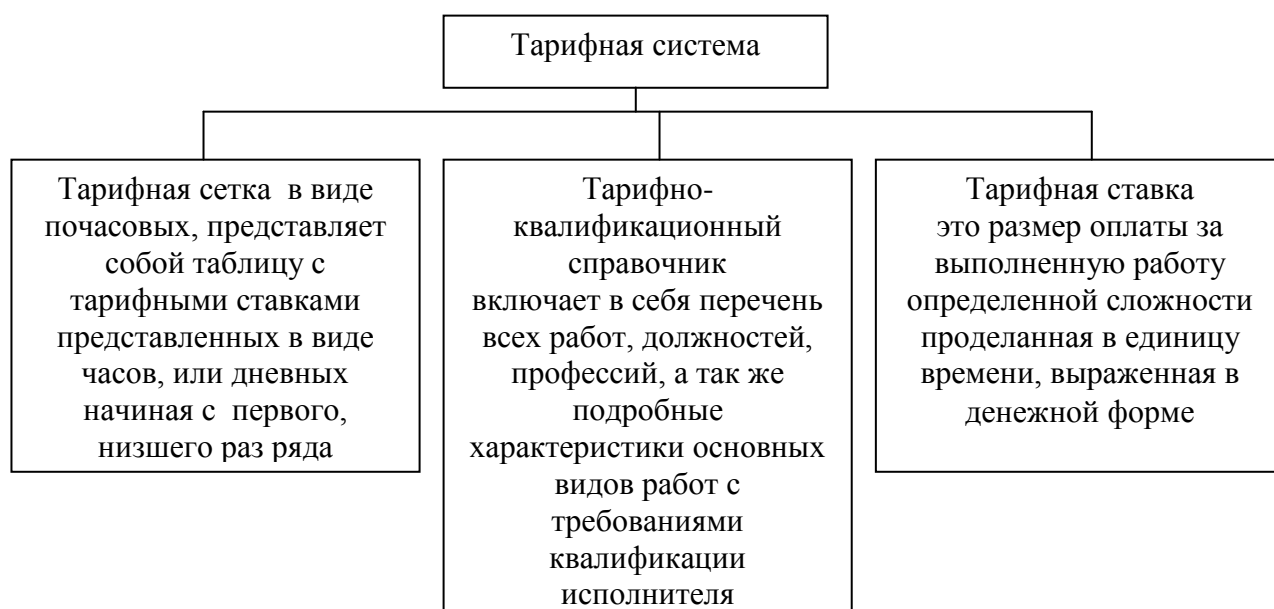 Тарифная система
Тарифная сетка  в виде
почасовых, представляет
собой таблицу с
тарифными ставками
представленных в виде
часов, или дневных
начиная с  первого,
низшего раз ряда
Тарифно-
квалификационный
справочник
включает в себя перечень
всех работ, должностей,
профессий, а так же
подробные
характеристики основных
видов работ с
требованиями
квалификации
исполнителя
Тарифная ставка
это размер оплаты за
выполненную работу
определенной сложности
проделанная в единицу
времени, выраженная в
денежной форме